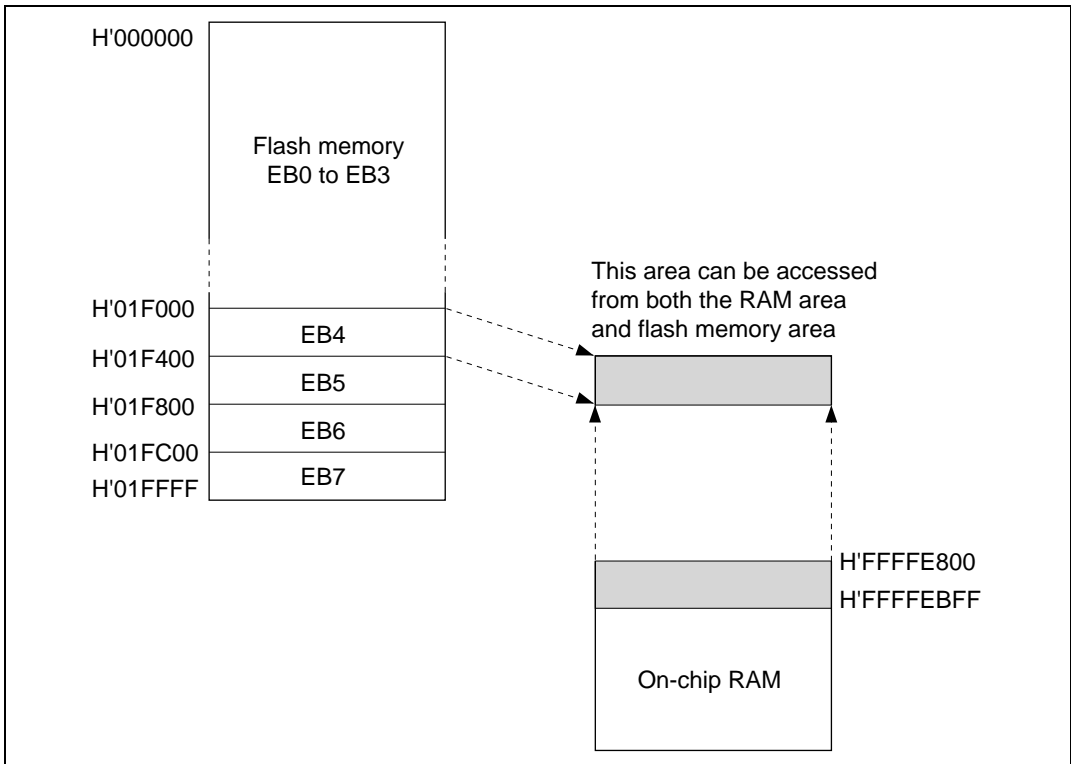 H'000000
Flash memory
EB0 to EB3
This area can be accessed
from both the RAM area
and flash memory area
H'01F000
EB4
H'01F400
EB5
H'01F800
EB6
H'01FC00
EB7
H'01FFFF
H'FFFFE800
H'FFFFEBFF
On-chip RAM